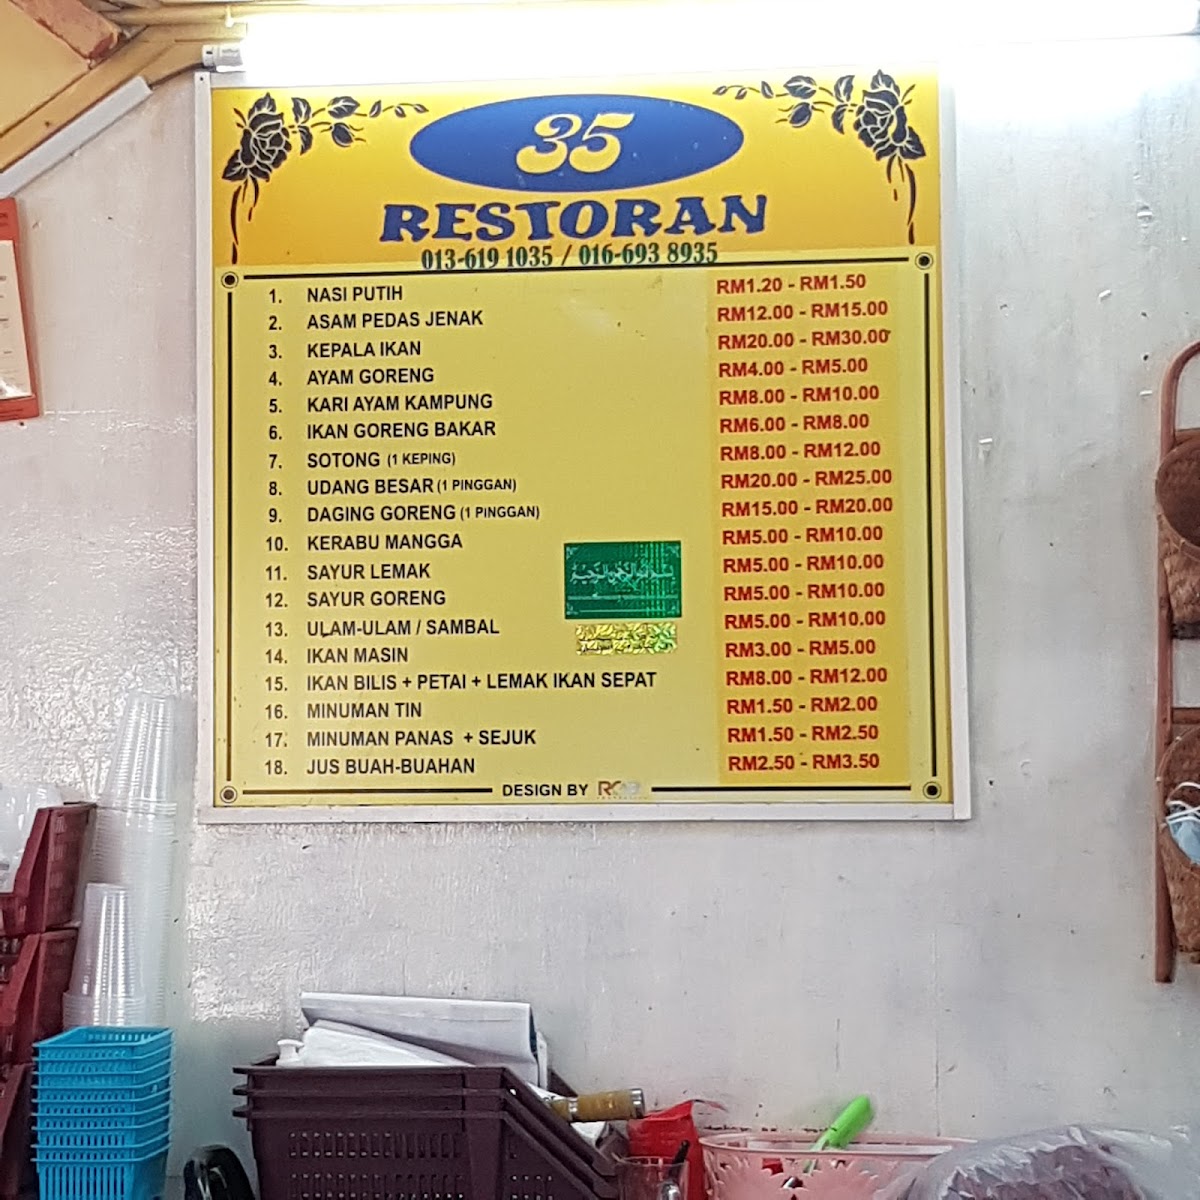 35
RESTORAN
013-619 1035 / 016-693 8935
1. NASI PUTIH RM1.20 - RM1.50
2. ASAM PEDAS JENAK RM12.00 - RM15.00
3. KEPALA IKAN RM20.00 - RM30.00
4. AYAM GORENG RM4.00 - RM5.00
5. KARI AYAM KAMPUNG RM8.00 - RM10.00
6. IKAN GORENG BAKAR RM6.00 - RM8.00
7. SOTONG (1 KEPING) RM8.00 - RM12.00
8. UDANG BESAR (1 PINGGAN) RM20.00 - RM25.00
9. DAGING GORENG (1 PINGGAN) RM15.00 - RM20.00
10. KERABU MANGGA RM5.00 - RM10.00
11. SAYUR LEMAK RM5.00 - RM10.00
12. SAYUR GORENG RM5.00 - RM10.00
13. ULAM-ULAM / SAMBAL RM5.00 - RM10.00
14. IKAN MASIN RM3.00 - RM5.00
15. IKAN BILIS + PETAI + LEMAK IKAN SEPAT RM8.00 - RM12.00
16. MINUMAN TIN RM1.50 - RM2.00
17. MINUMAN PANAS + SEJUK RM1.50 - RM2.50
18. JUS BUAH-BUAHAN RM2.50 - RM3.50
بسم الله الرحمن الرحيم
DESIGN BY